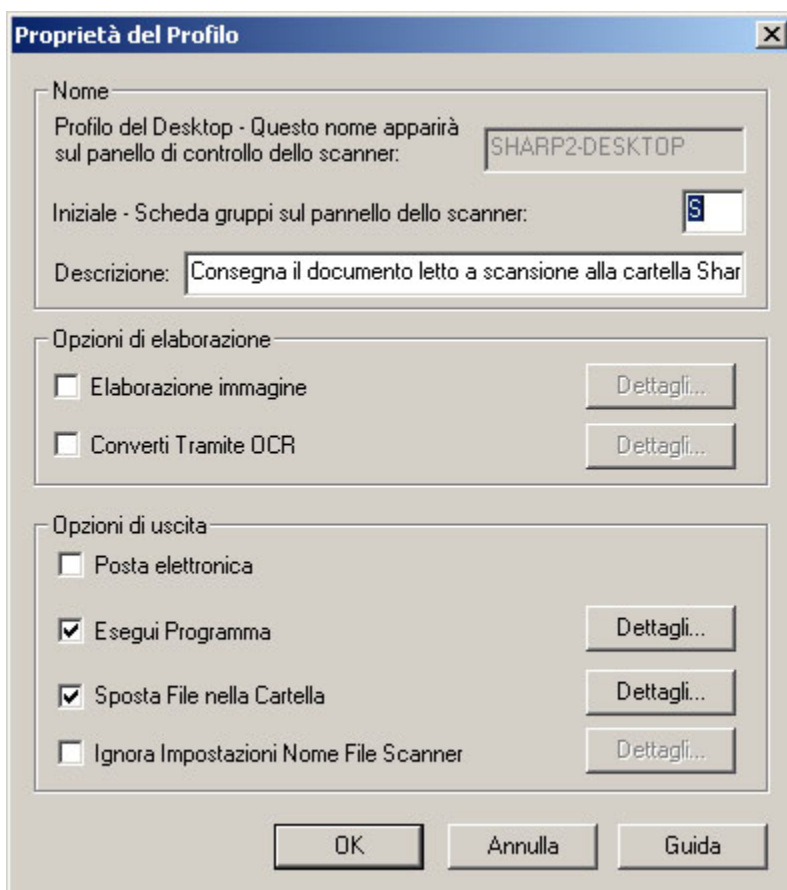 Proprietà del Profilo
Nome
Profilo del Desktop - Questo nome apparirà
sul panello di controllo dello scanner:
SHARP2-DESKTOP
Iniziale - Scheda gruppi sul pannello dello scanner:
S
Descrizione:
Consegna il documento letto a scansione alla cartella Shar
Opzioni di elaborazione
Elaborazione immagine
Dettagli...
Converti Tramite OCR
Dettagli...
Opzioni di uscita
Posta elettronica
Esegui Programma
Dettagli...
Sposta File nella Cartella
Dettagli...
Ignora Impostazioni Nome File Scanner
Dettagli...
OK
Annulla
Guida